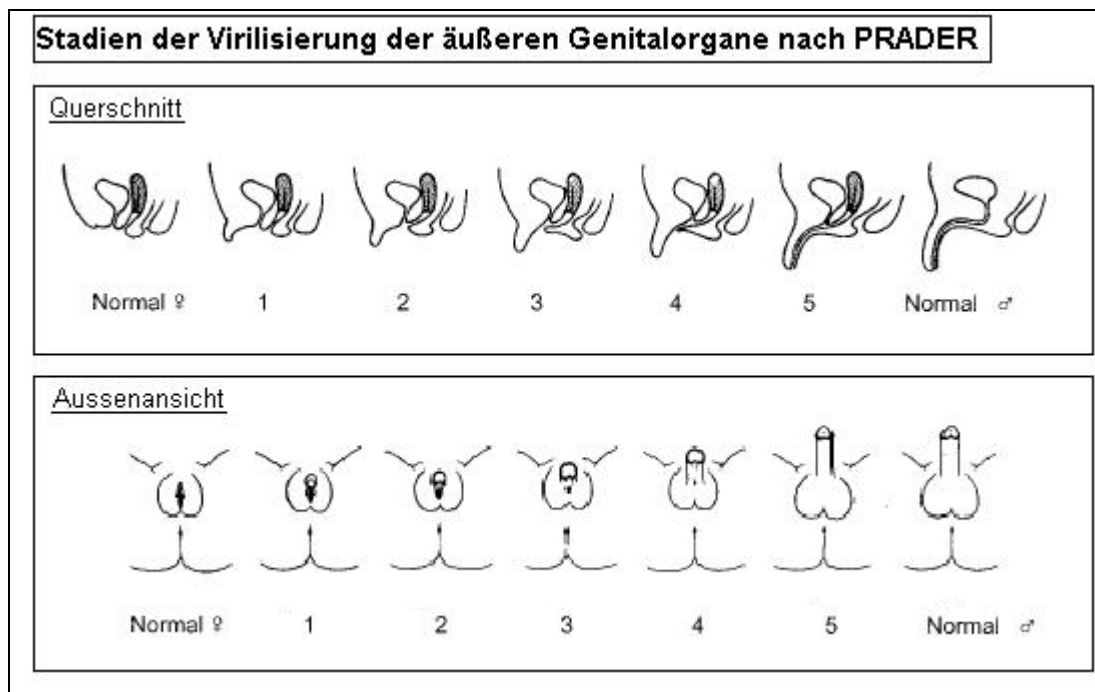 Stadien der Virilisierung der äußeren Genitalorgane nach PRADER
Querschnitt
Normal ♀ 1 2 3 4 5 Normal ♂
Aussenansicht
Normal ♀ 1 2 3 4 5 Normal ♂